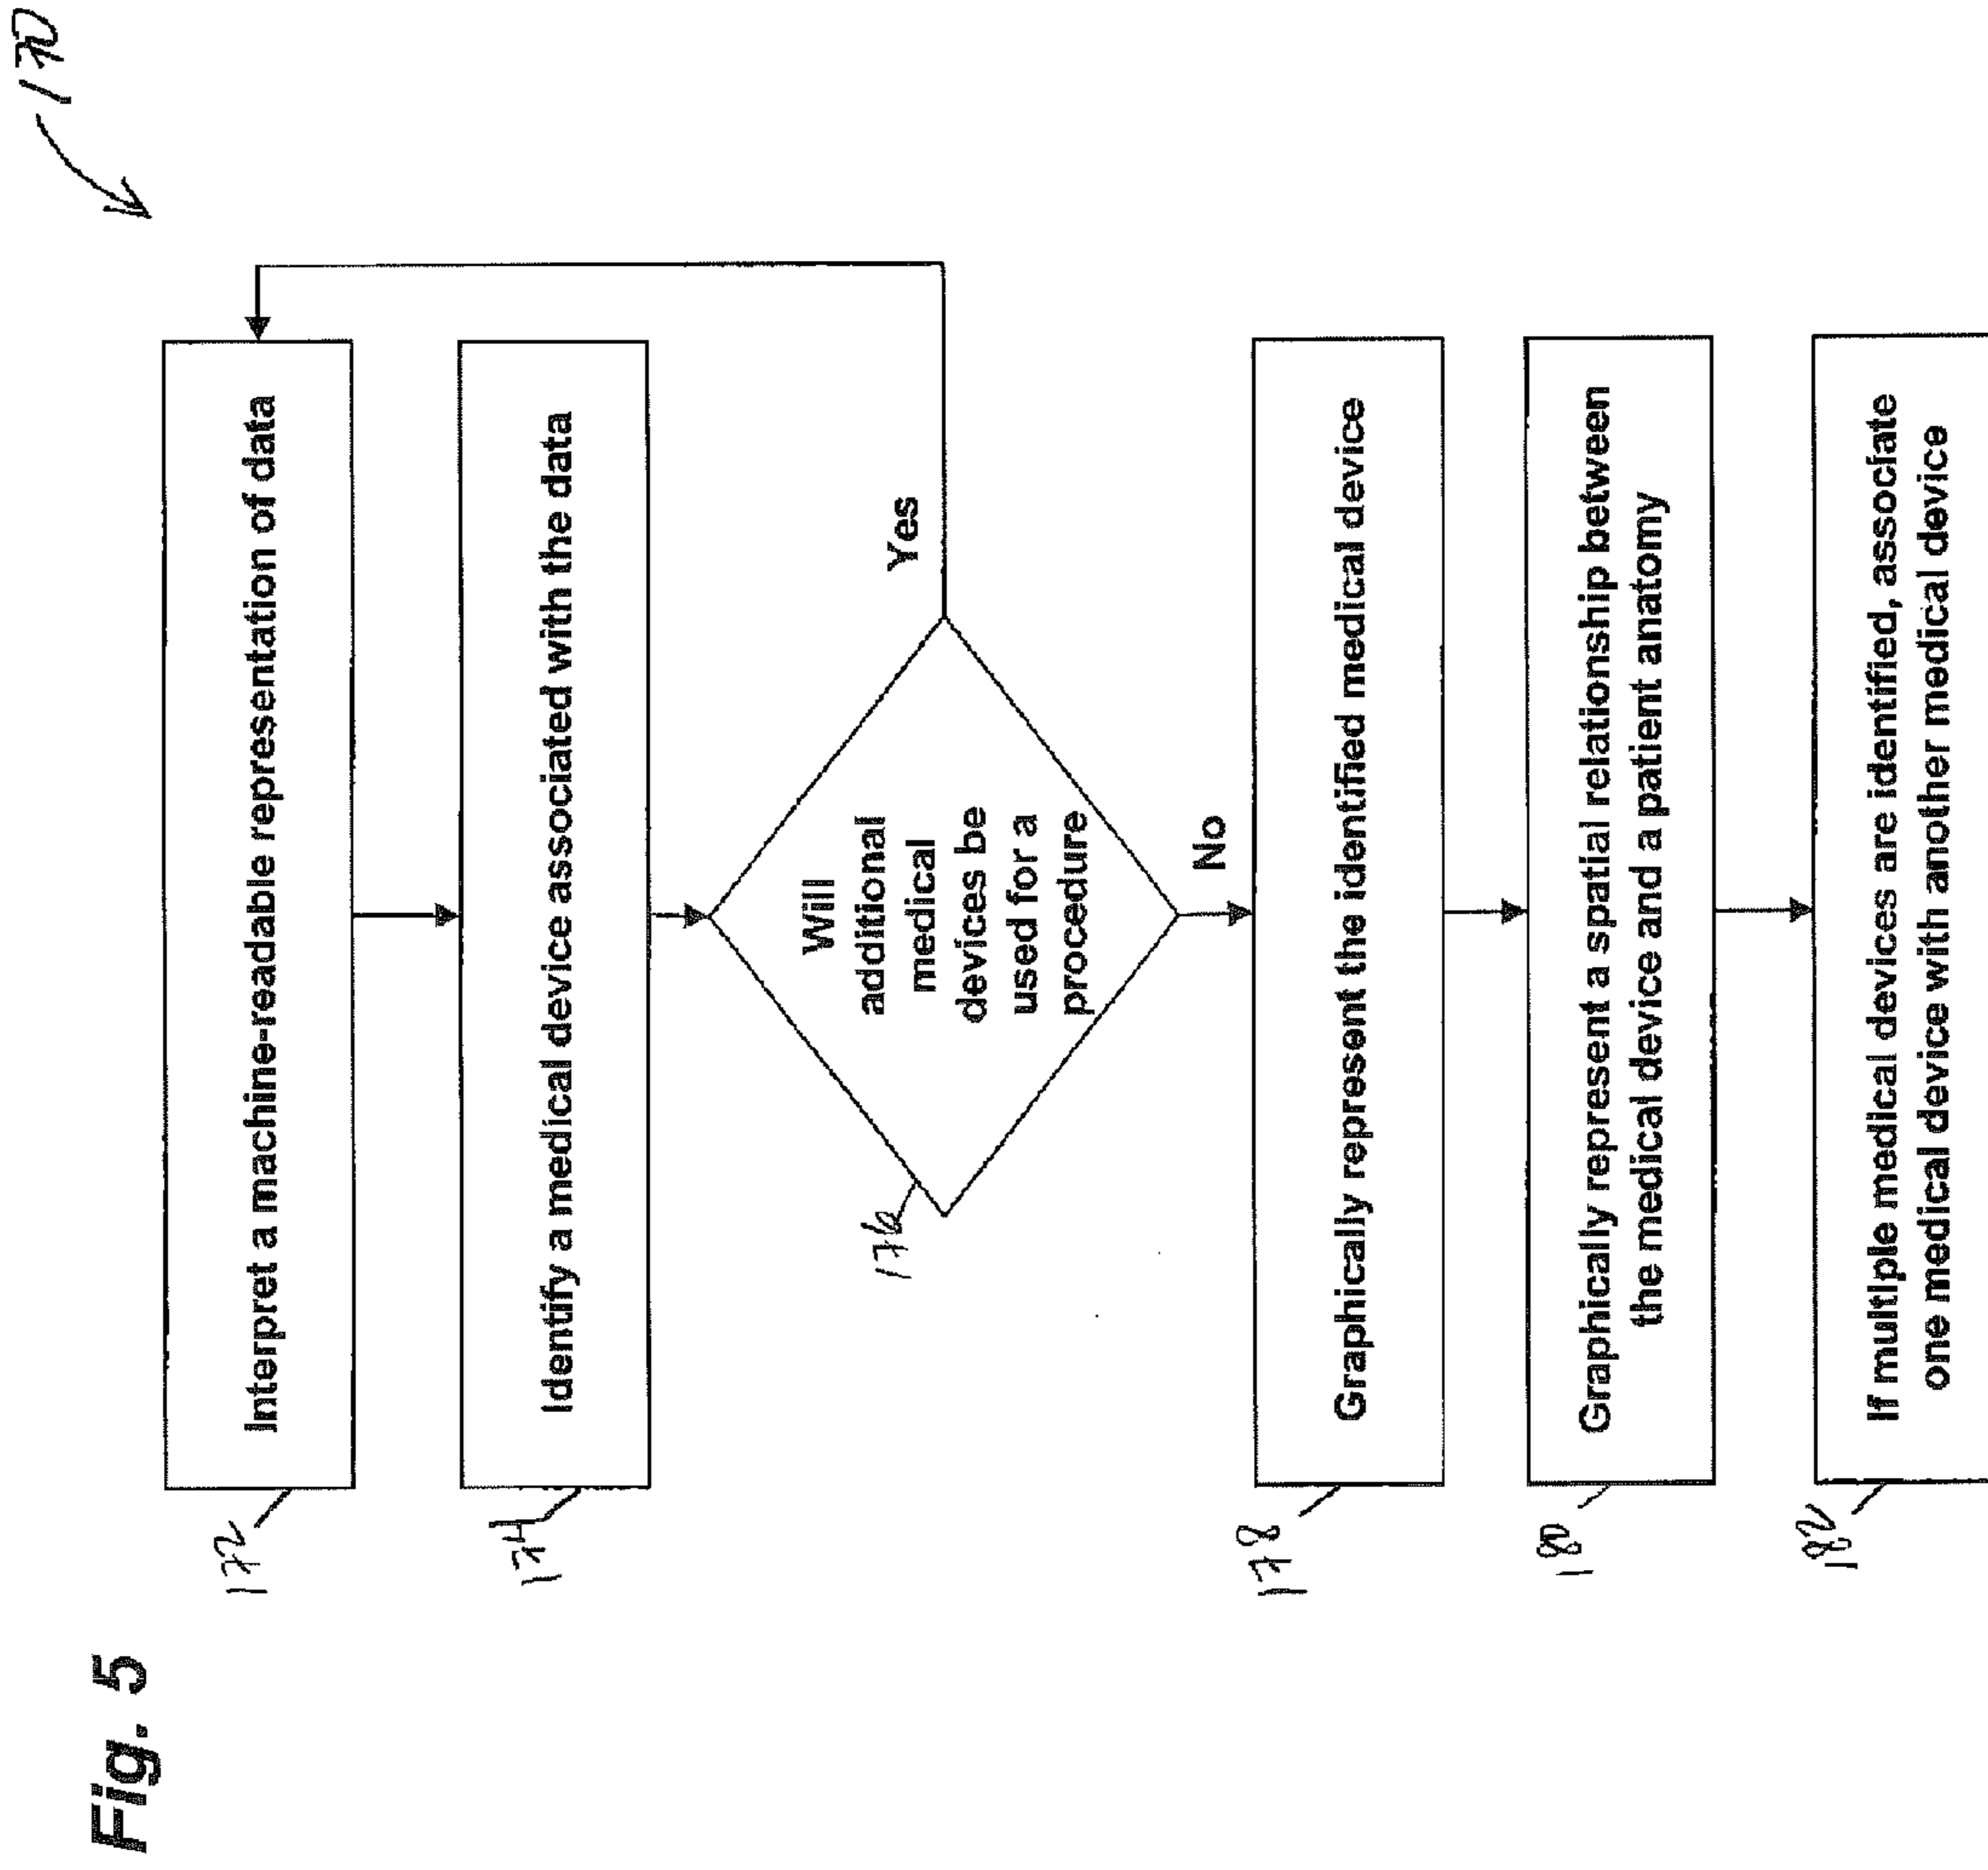 Fig. 5
170
172
Interpret a machine-readable representation of data
174
Identify a medical device associated with the data
176
Will
additional
medical
devices be
used for a
procedure
Yes
No
178
Graphically represent the identified medical device
180
Graphically represent a spatial relationship between
the medical device and a patient anatomy
182
If multiple medical devices are identified, associate
one medical device with another medical device